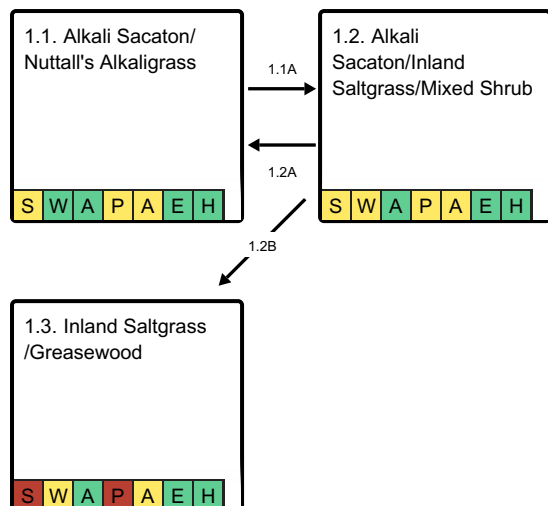 1.1. Alkali Sacaton/
Nuttall's Alkaligrass
S W A P A E H
1.1A
1.2A
1.2. Alkali
Sacaton/Inland
Saltgrass/Mixed Shrub
S W A P A E H
1.2B
1.3. Inland Saltgrass
/Greasewood
S W A P A E H